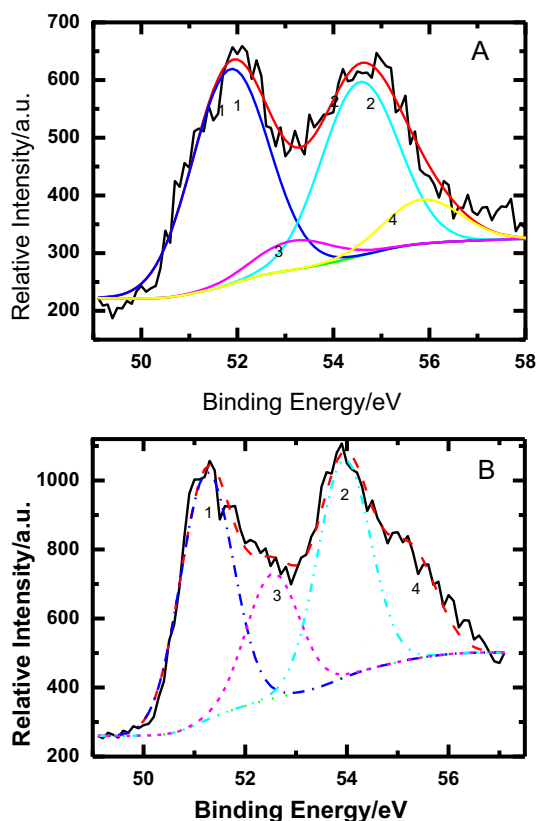 700
A
600
1 1 2 2
500
400
4
3
300
200
50 52 54 56 58
Relative Intensity/a.u.
Binding Energy/eV
B
1000
2
1
800
3 4
600
400
200
50 52 54 56
Relative Intensity/a.u.
Binding Energy/eV